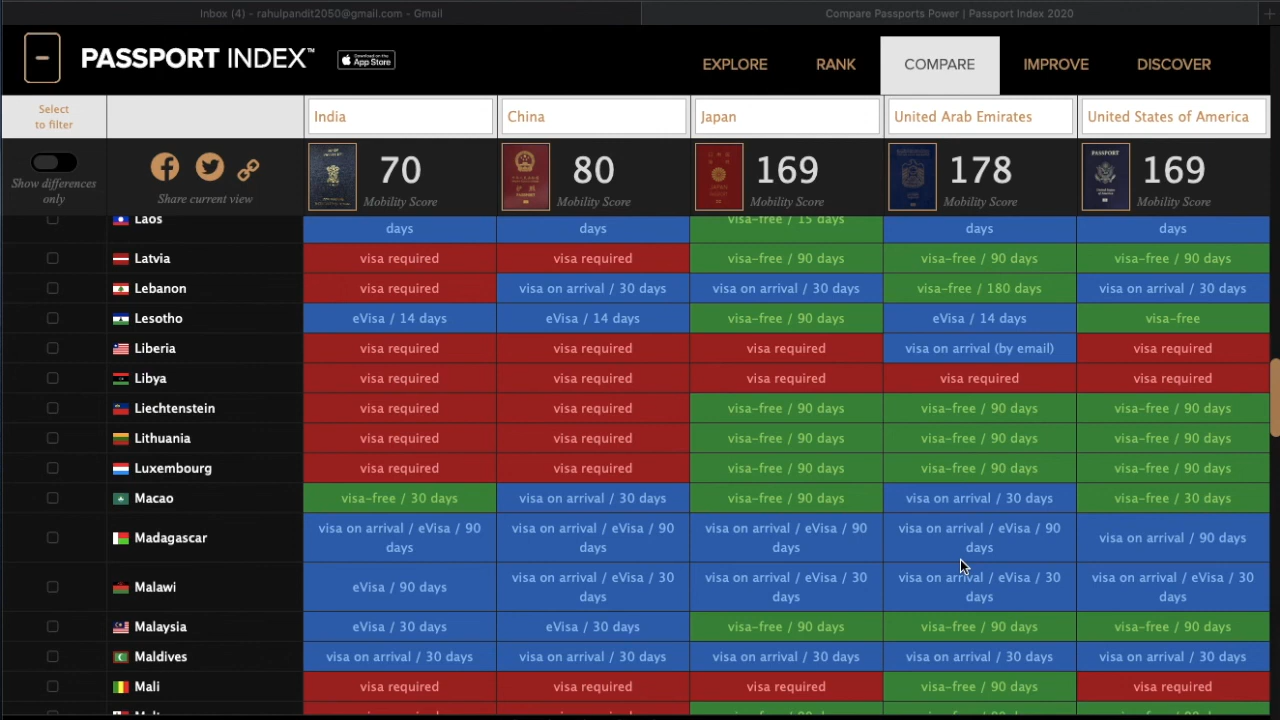 Inbox (4) - rahulpandit2050@gmail.com - Gmail
Compare Passports Power | Passport Index 2020
PASSPORT INDEX™
Download on the App Store
EXPLORE
RANK
COMPARE
IMPROVE
DISCOVER
Select to filter
India
China
Japan
United Arab Emirates
United States of America
Show differences only
Share current view
70 Mobility Score
80 Mobility Score
JAPAN
169 Mobility Score
178 Mobility Score
PASSPORT
169 Mobility Score
Laos days days visa-free / 15 days days days
Latvia visa required visa required visa-free / 90 days visa-free / 90 days visa-free / 90 days
Lebanon visa required visa on arrival / 30 days visa on arrival / 30 days visa-free / 180 days visa on arrival / 30 days
Lesotho eVisa / 14 days eVisa / 14 days visa-free / 90 days eVisa / 14 days visa-free
Liberia visa required visa required visa required visa on arrival (by email) visa required
Libya visa required visa required visa required visa required visa required
Liechtenstein visa required visa required visa-free / 90 days visa-free / 90 days visa-free / 90 days
Lithuania visa required visa required visa-free / 90 days visa-free / 90 days visa-free / 90 days
Luxembourg visa required visa required visa-free / 90 days visa-free / 90 days visa-free / 90 days
Macao visa-free / 30 days visa on arrival / 30 days visa-free / 90 days visa on arrival / 30 days visa-free / 30 days
Madagascar visa on arrival / eVisa / 90 days visa on arrival / eVisa / 90 days visa on arrival / eVisa / 90 days visa on arrival / eVisa / 90 days visa on arrival / 90 days
Malawi eVisa / 90 days visa on arrival / eVisa / 30 days visa on arrival / eVisa / 30 days visa on arrival / eVisa / 30 days visa on arrival / eVisa / 30 days
Malaysia eVisa / 30 days eVisa / 30 days visa-free / 90 days visa-free / 90 days visa-free / 90 days
Maldives visa on arrival / 30 days visa on arrival / 30 days visa on arrival / 30 days visa on arrival / 30 days visa on arrival / 30 days
Mali visa required visa required visa required visa-free / 90 days visa required